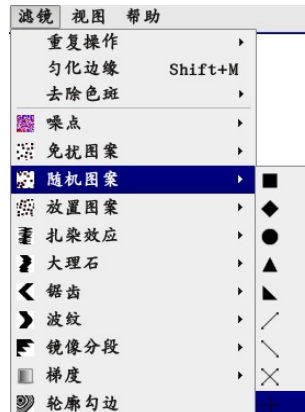 滤镜 视图 帮助
重复操作
匀化边缘 Shift+M
去除色斑
噪点
免扰图案
随机图案
放置图案
扎染效应
大理石
锯齿
波纹
镜像分段
梯度
轮廓勾边